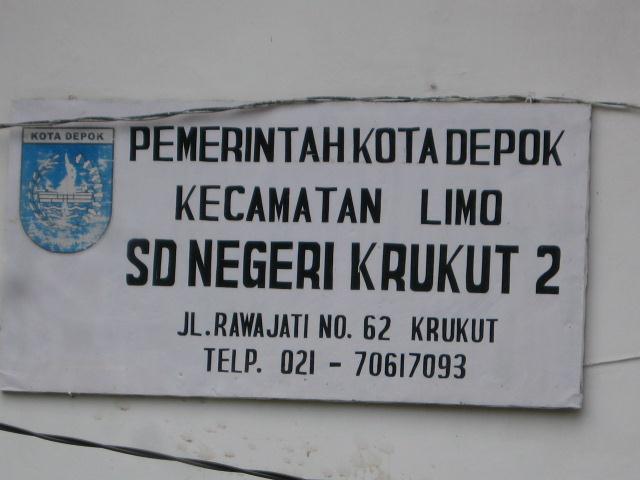 KOTA DEPOK
PEMERINTAH KOTA DEPOK
KECAMATAN LIMO
SD NEGERI KRUKUT 2
JL. RAWAJATI NO. 62 KRUKUT
TELP. 021 - 70617093